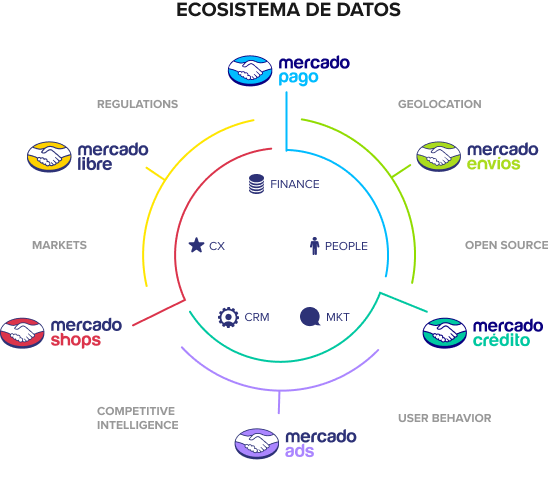 ECOSISTEMA DE DATOS
mercado
pago
REGULATIONS
GEOLOCATION
mercado
libre
mercado
envios
FINANCE
MARKETS
CX
PEOPLE
OPEN SOURCE
mercado
shops
CRM
MKT
mercado
crédito
COMPETITIVE
INTELLIGENCE
USER BEHAVIOR
mercado
ads